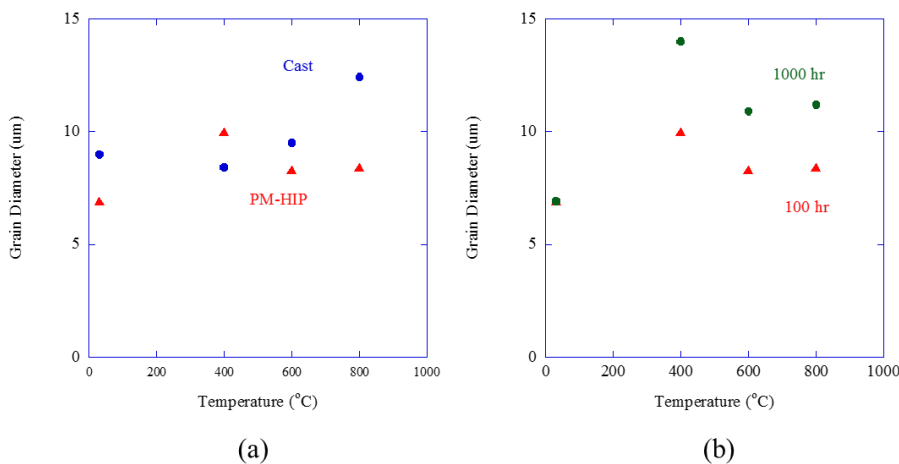 15
10
5
0
Grain Diameter (um)
Cast
PM-HIP
0 200 400 600 800 1000
Temperature (°C)
(a)
15
10
5
0
Grain Diameter (um)
1000 hr
100 hr
0 200 400 600 800 1000
Temperature (°C)
(b)